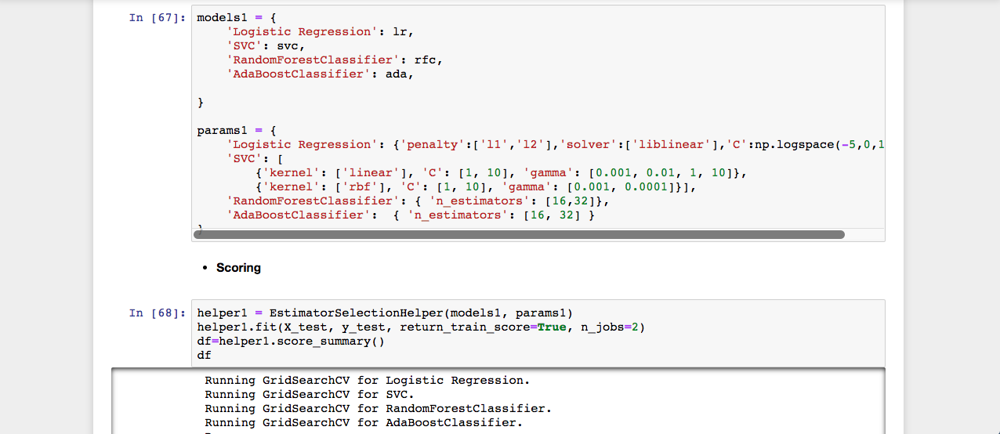 In [67]: models1 = {
'Logistic Regression': lr,
'SVC': svc,
'RandomForestClassifier': rfc,
'AdaBoostClassifier': ada,
}
params1 = {
'Logistic Regression': {'penalty':['l1','l2'],'solver':['liblinear'],'C':np.logspace(-5,0,1
'SVC': [
{'kernel': ['linear'], 'C': [1, 10], 'gamma': [0.001, 0.01, 1, 10]},
{'kernel': ['rbf'], 'C': [1, 10], 'gamma': [0.001, 0.0001]}],
'RandomForestClassifier': { 'n_estimators': [16,32]},
'AdaBoostClassifier':  { 'n_estimators': [16, 32] }
}
• Scoring
In [68]: helper1 = EstimatorSelectionHelper(models1, params1)
helper1.fit(X_test, y_test, return_train_score=True, n_jobs=2)
df=helper1.score_summary()
df
Running GridSearchCV for Logistic Regression.
Running GridSearchCV for SVC.
Running GridSearchCV for RandomForestClassifier.
Running GridSearchCV for AdaBoostClassifier.